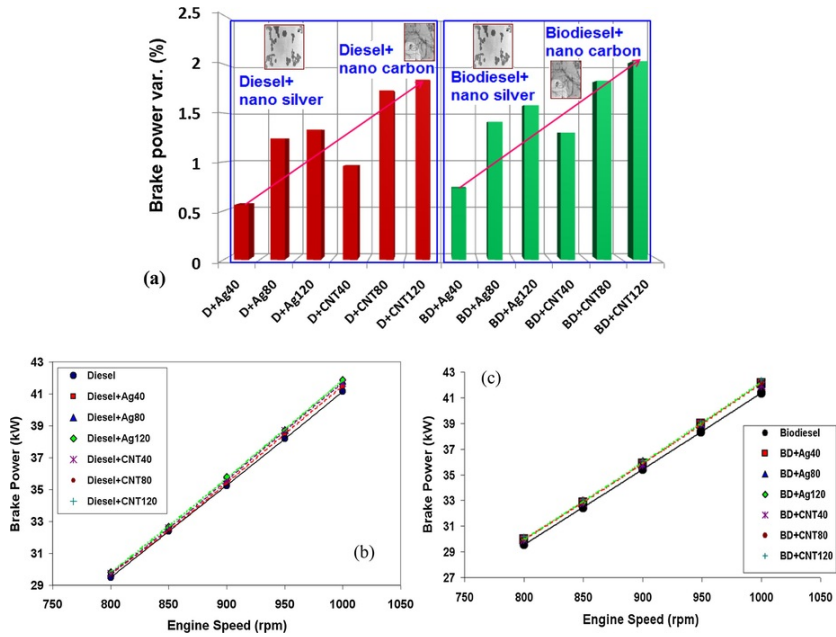 Brake power var. (%)
2.5
2
1.5
1
0.5
0
Diesel+
nano silver
Diesel+
nano carbon
Biodiesel+
nano silver
Biodiesel+
nano carbon
D+Ag40
D+Ag80
D+Ag120
D+CNT40
D+CNT80
D+CNT120
BD+Ag40
BD+Ag80
BD+Ag120
BD+CNT40
BD+CNT80
BD+CNT120
(a)
Brake Power (kW)
43
41
39
37
35
33
31
29
Diesel
Diesel+Ag40
Diesel+Ag80
Diesel+Ag120
Diesel+CNT40
Diesel+CNT80
Diesel+CNT120
(b)
750
800
850
900
950
1000
1050
Engine Speed (rpm)
(c)
Brake Power (kW)
43
41
39
37
35
33
31
29
27
Biodiesel
BD+Ag40
BD+Ag80
BD+Ag120
BD+CNT40
BD+CNT80
BD+CNT120
750
800
850
900
950
1000
1050
Engine Speed (rpm)